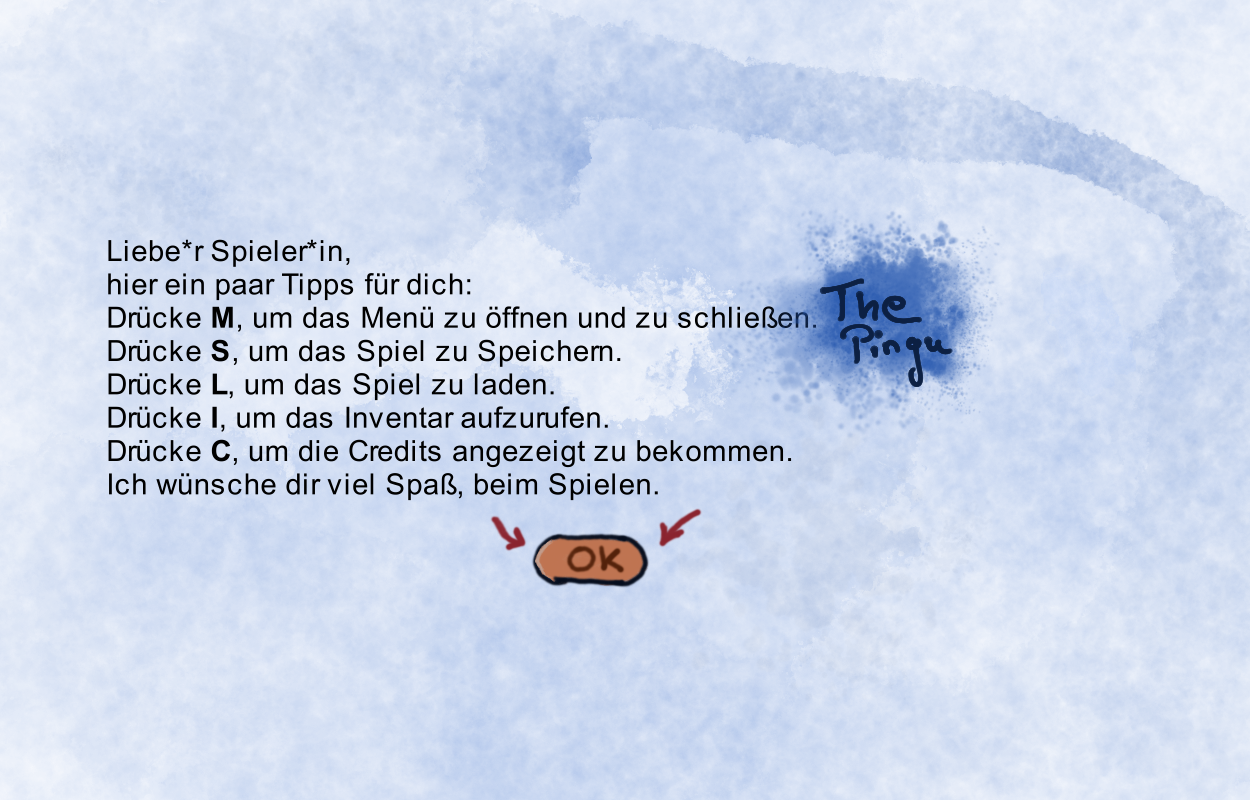 Liebe*r Spieler*in,
hier ein paar Tipps für dich:
Drücke M, um das Menü zu öffnen und zu schließen.
Drücke S, um das Spiel zu Speichern.
Drücke L, um das Spiel zu laden.
Drücke I, um das Inventar aufzurufen.
Drücke C, um die Credits angezeigt zu bekommen.
Ich wünsche dir viel Spaß, beim Spielen.
The
Pingu
OK